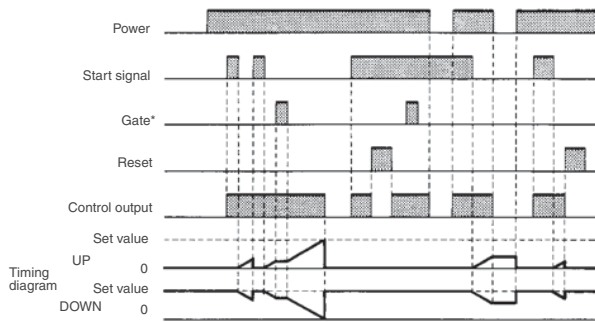 Power
Start signal
Gate*
Reset
Control output
Set value
UP
0
Timing diagram
Set value
DOWN
0